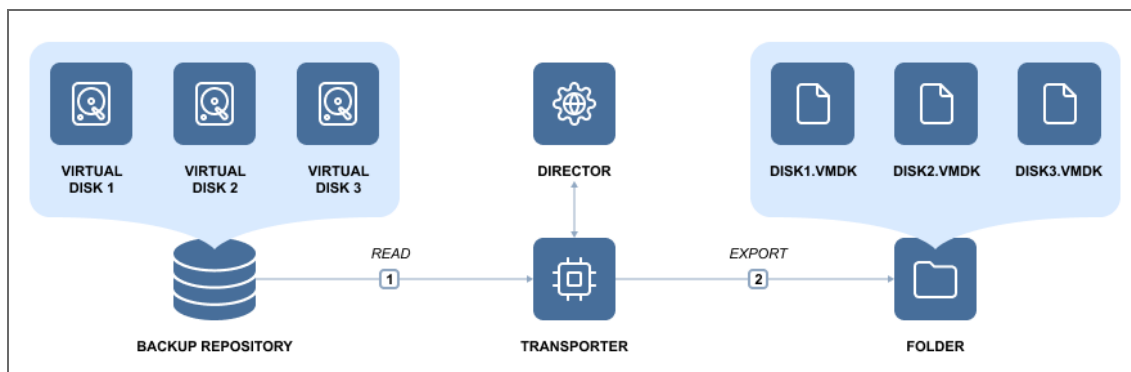 VIRTUAL
DISK 1
VIRTUAL
DISK 2
VIRTUAL
DISK 3
DIRECTOR
DISK1.VMDK
DISK2.VMDK
DISK3.VMDK
READ
1
EXPORT
2
BACKUP REPOSITORY
TRANSPORTER
FOLDER